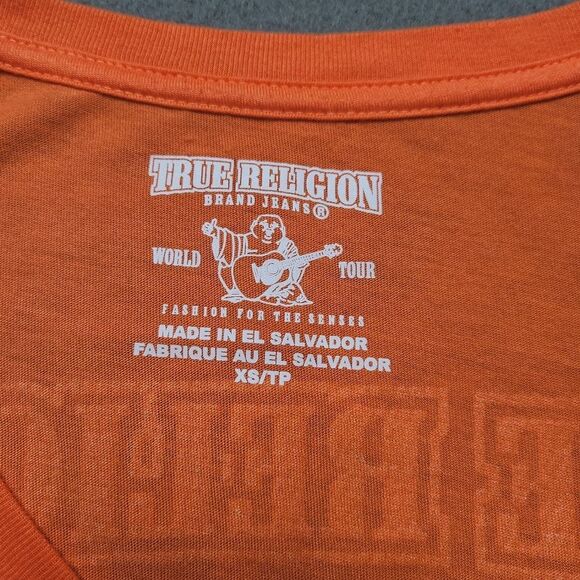 TRUE RELIGION
BRAND JEANS®
WORLD TOUR
FASHION FOR THE SENSES
MADE IN EL SALVADOR
FABRIQUE AU EL SALVADOR
XS/TP